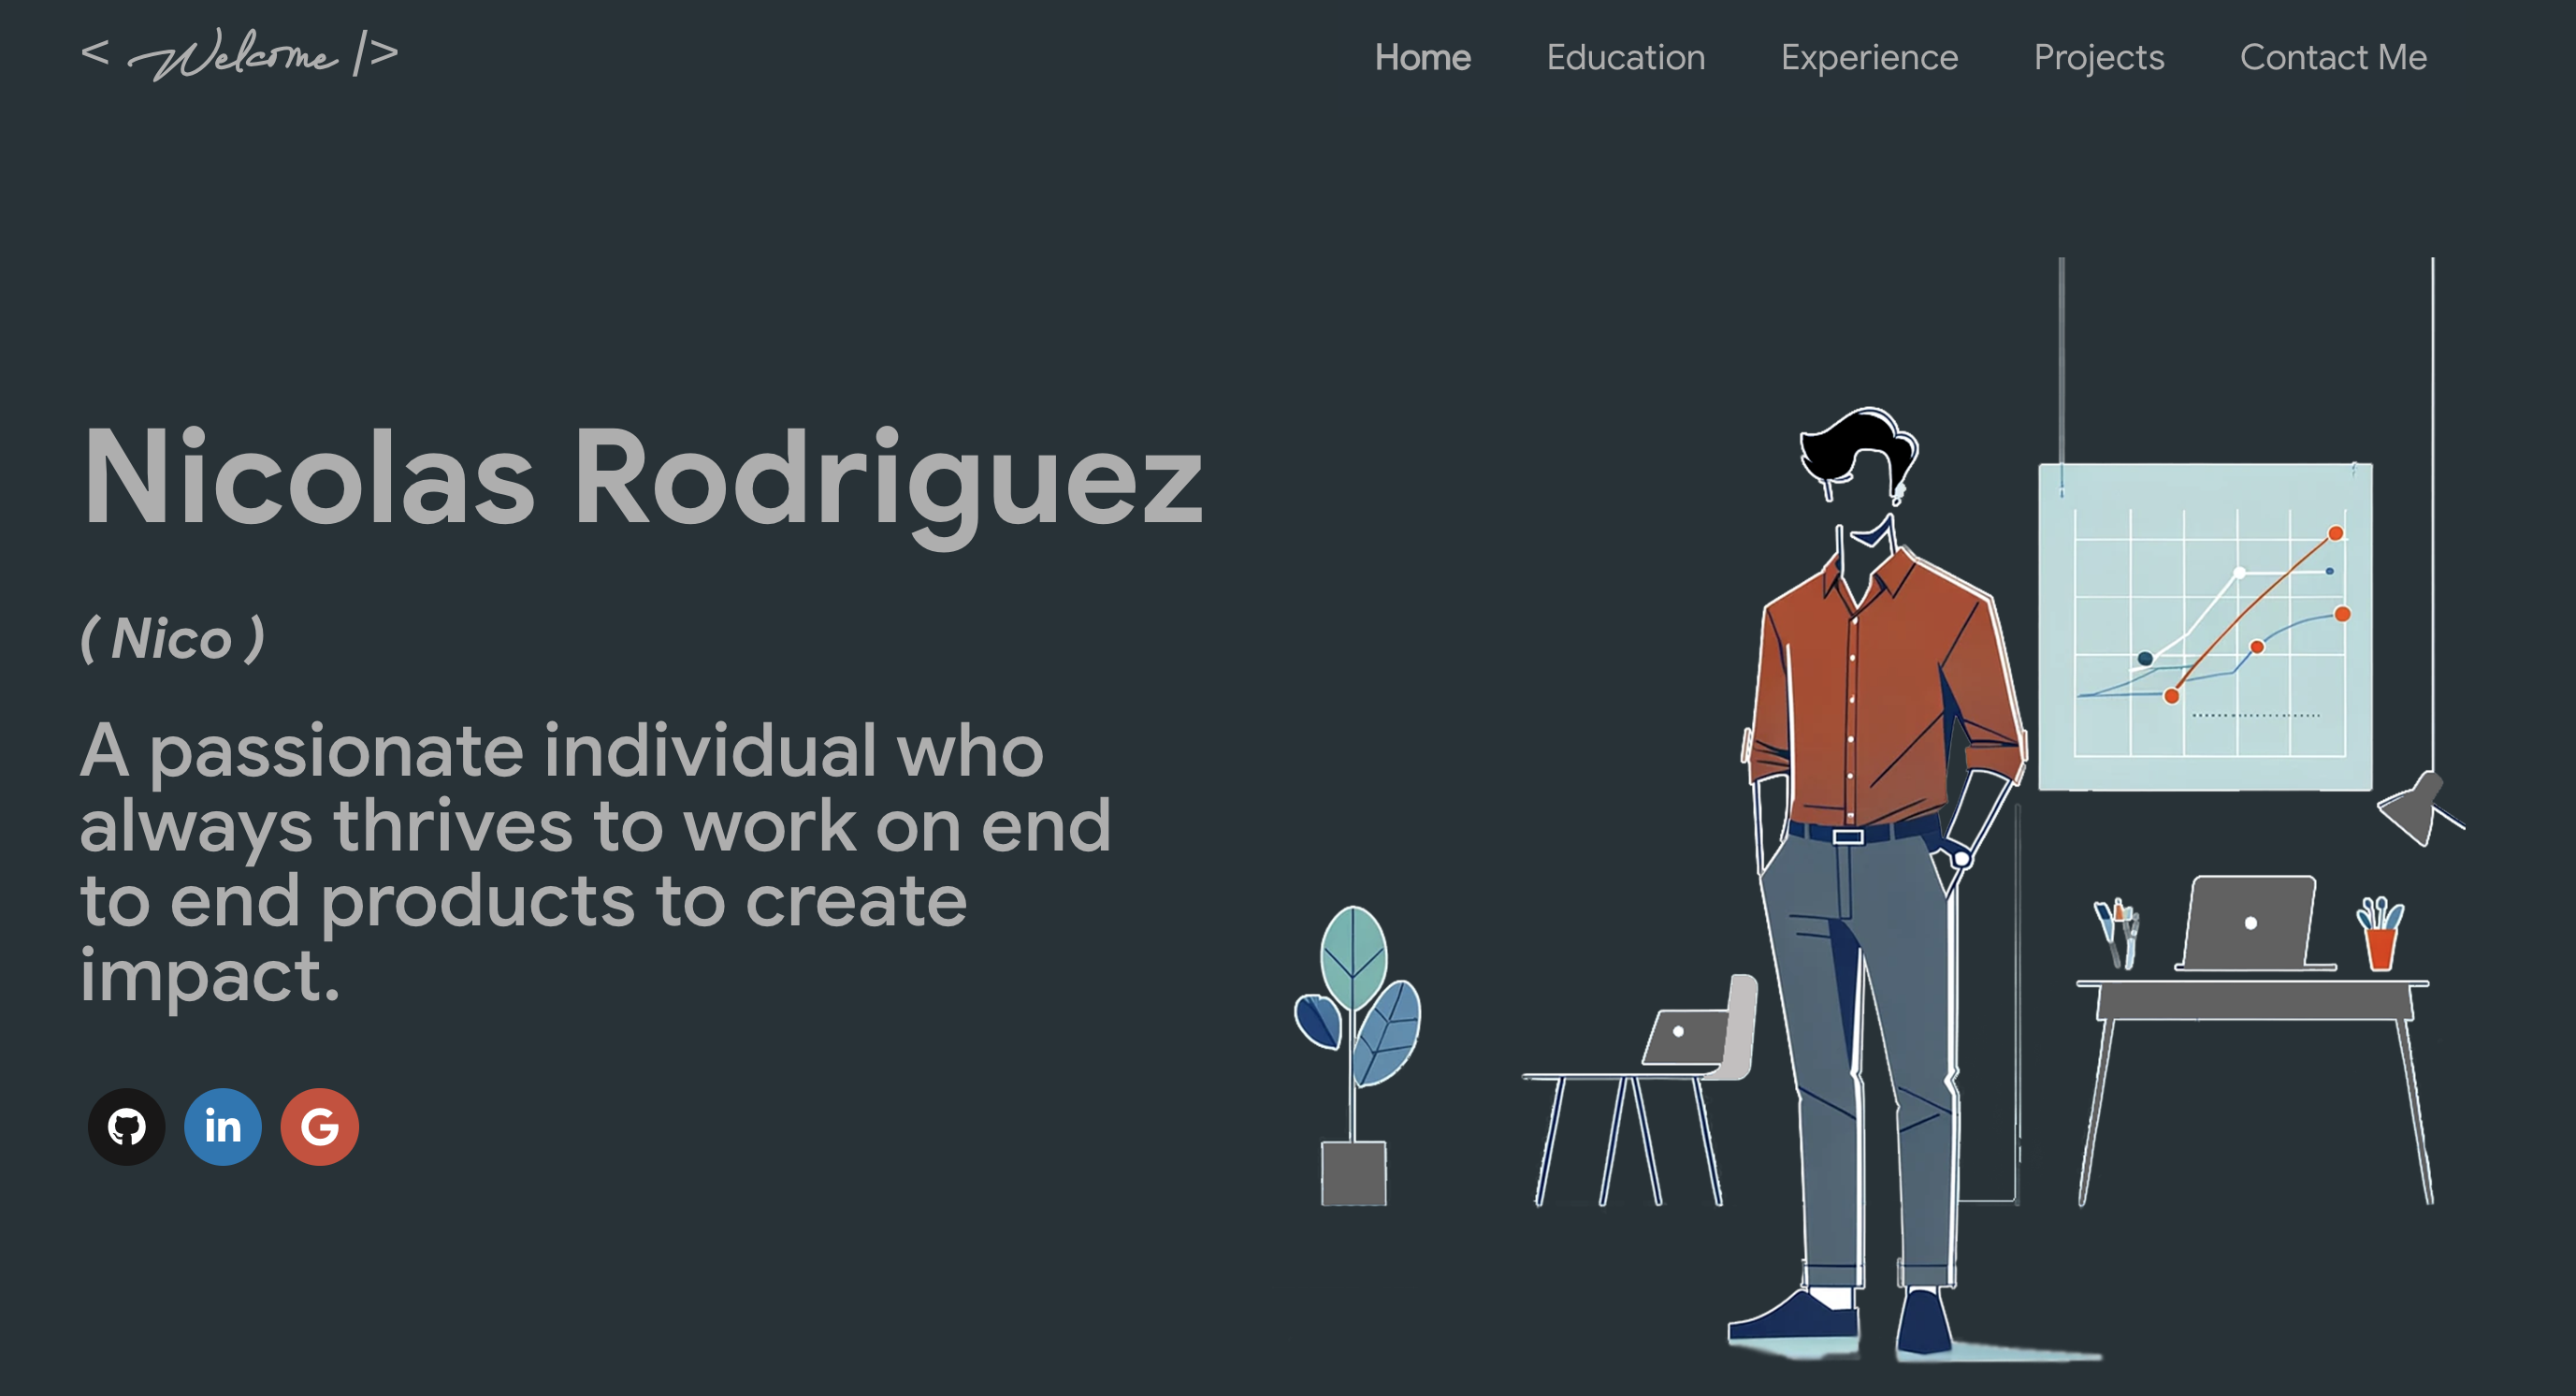 < Welcome />
Home Education Experience Projects Contact Me
Nicolas Rodriguez
( Nico )
A passionate individual who
always thrives to work on end
to end products to create
impact.
in G